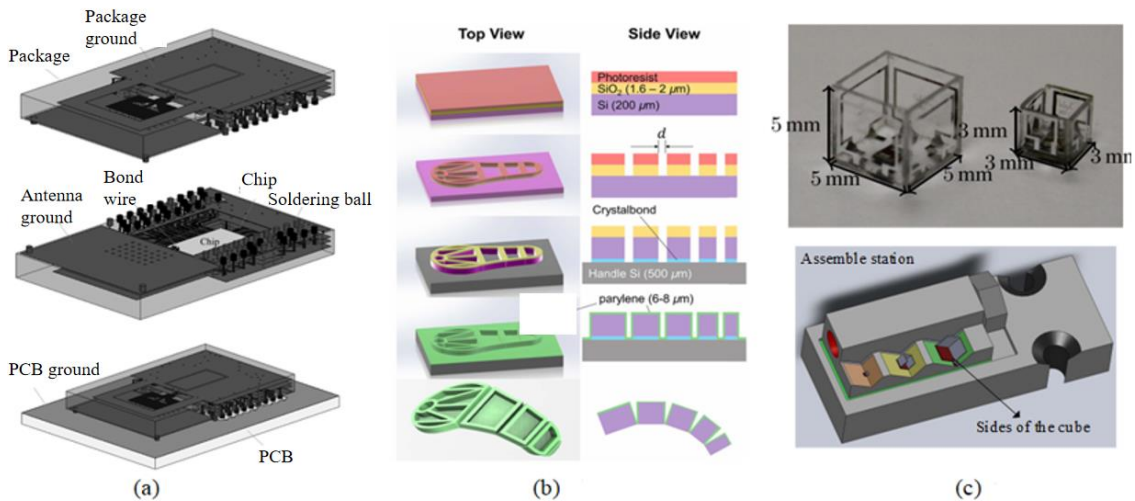 Package
ground
Package
Antenna
ground
Bond
wire
Chip
Soldering ball
Chip
PCB ground
PCB
(a)
Top View
Side View
Photoresist
SiO₂ (1.6 – 2 μm)
Si (200 μm)
d
Crystalbond
Handle Si (500 μm)
parylene (6-8 μm)
(b)
5 mm
5 mm
5 mm
3 mm
3 mm
3 mm
Assemble station
Sides of the cube
(c)